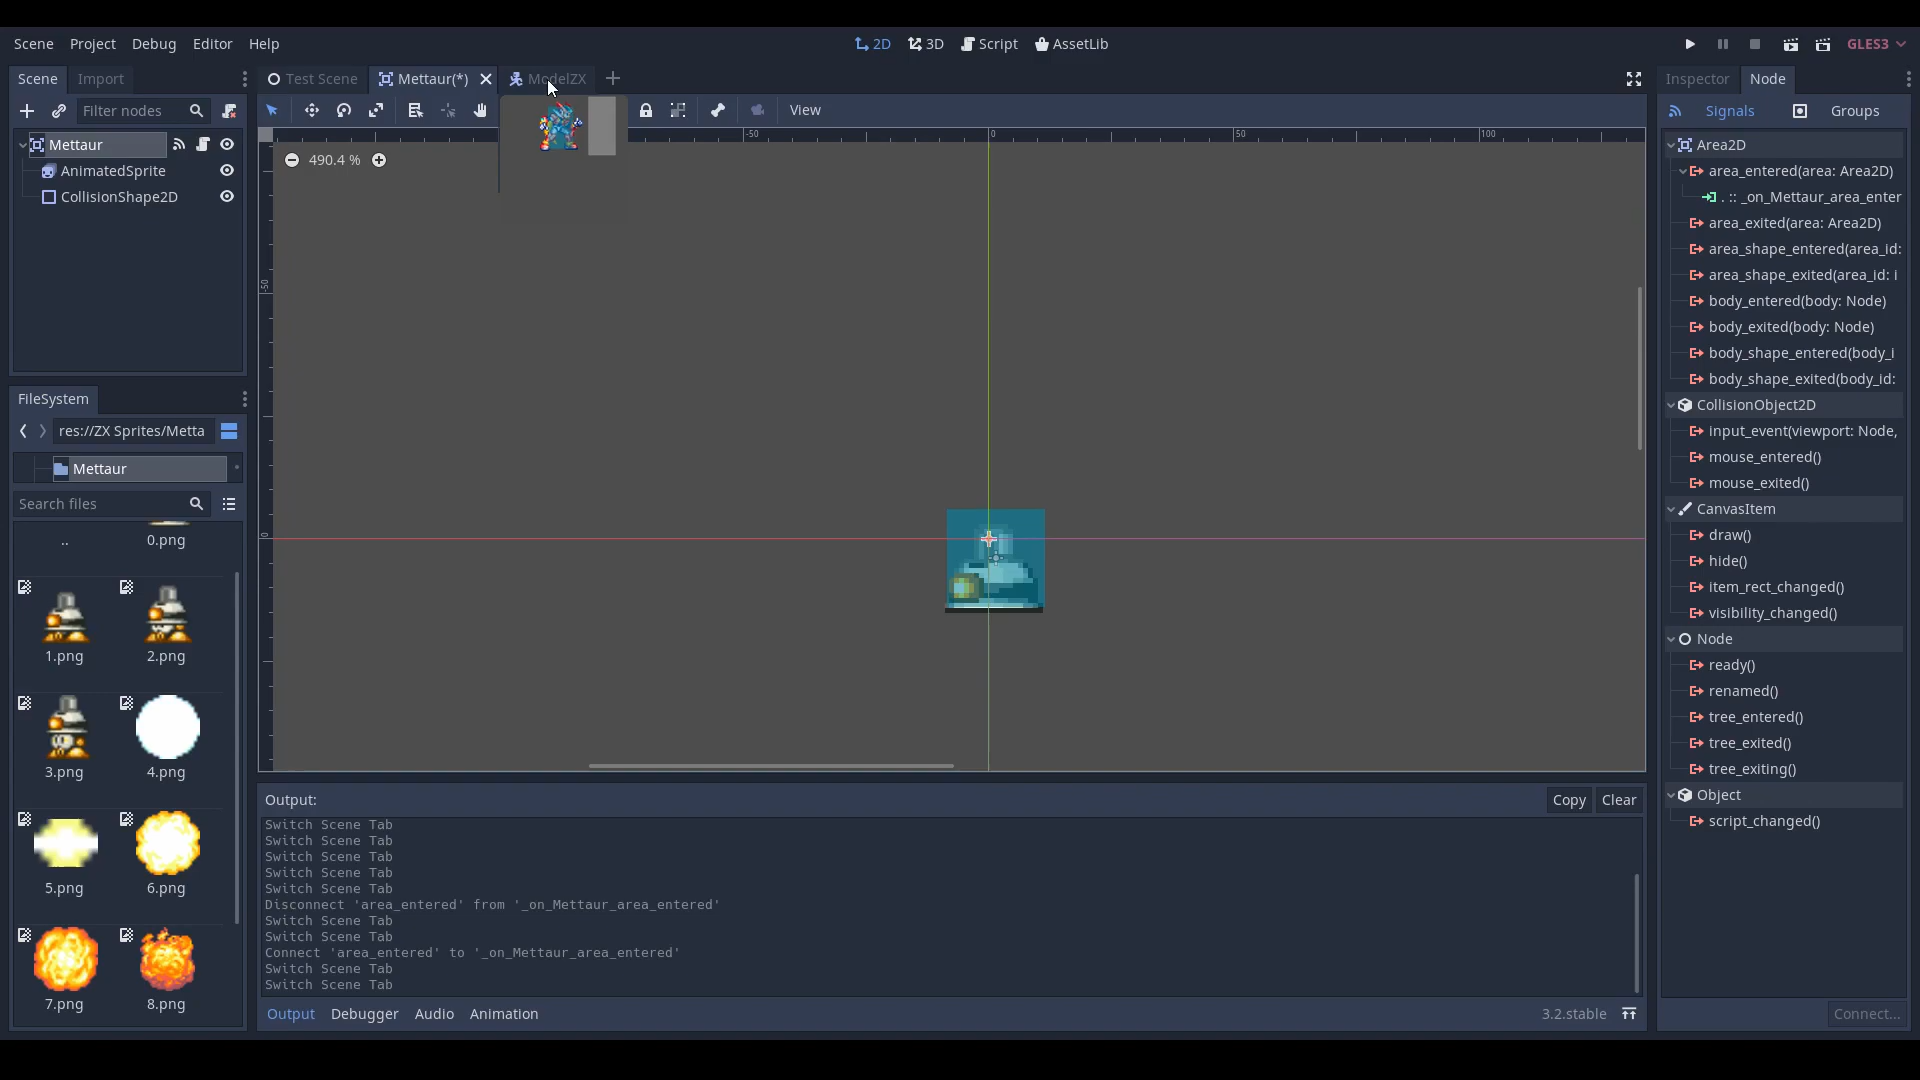 Scene Project Debug Editor Help
2D 3D Script AssetLib
GLES3
Scene Import
Test Scene Mettaur(*) ModelZX
Inspector Node
Filter nodes
View
Signals Groups
Mettaur
AnimatedSprite
CollisionShape2D
-50 0 50 100
490.4 %
-50
0
FileSystem
res://ZX Sprites/Metta
Mettaur
Search files
..
0.png
1.png 2.png
3.png 4.png
5.png 6.png
7.png 8.png
Output:
Copy Clear
Switch Scene Tab
Switch Scene Tab
Switch Scene Tab
Switch Scene Tab
Switch Scene Tab
Disconnect 'area_entered' from '_on_Mettaur_area_entered'
Switch Scene Tab
Switch Scene Tab
Connect 'area_entered' to '_on_Mettaur_area_entered'
Switch Scene Tab
Switch Scene Tab
Output Debugger Audio Animation
3.2.stable
Area2D
area_entered(area: Area2D)
. :: _on_Mettaur_area_enter
area_exited(area: Area2D)
area_shape_entered(area_id:
area_shape_exited(area_id: i
body_entered(body: Node)
body_exited(body: Node)
body_shape_entered(body_i
body_shape_exited(body_id:
CollisionObject2D
input_event(viewport: Node,
mouse_entered()
mouse_exited()
CanvasItem
draw()
hide()
item_rect_changed()
visibility_changed()
Node
ready()
renamed()
tree_entered()
tree_exited()
tree_exiting()
Object
script_changed()
Connect...